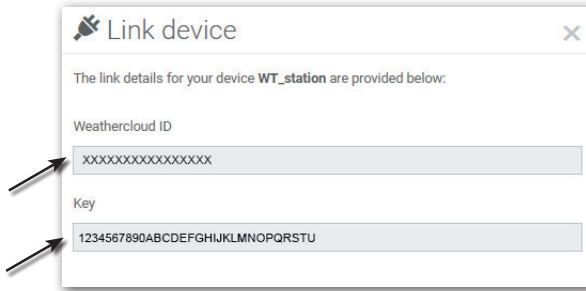 Link device
The link details for your device WT_station are provided below:
Weathercloud ID
XXXXXXXXXXXXXXXX
Key
1234567890ABCDEFGHIJKLMNOPQRSTU